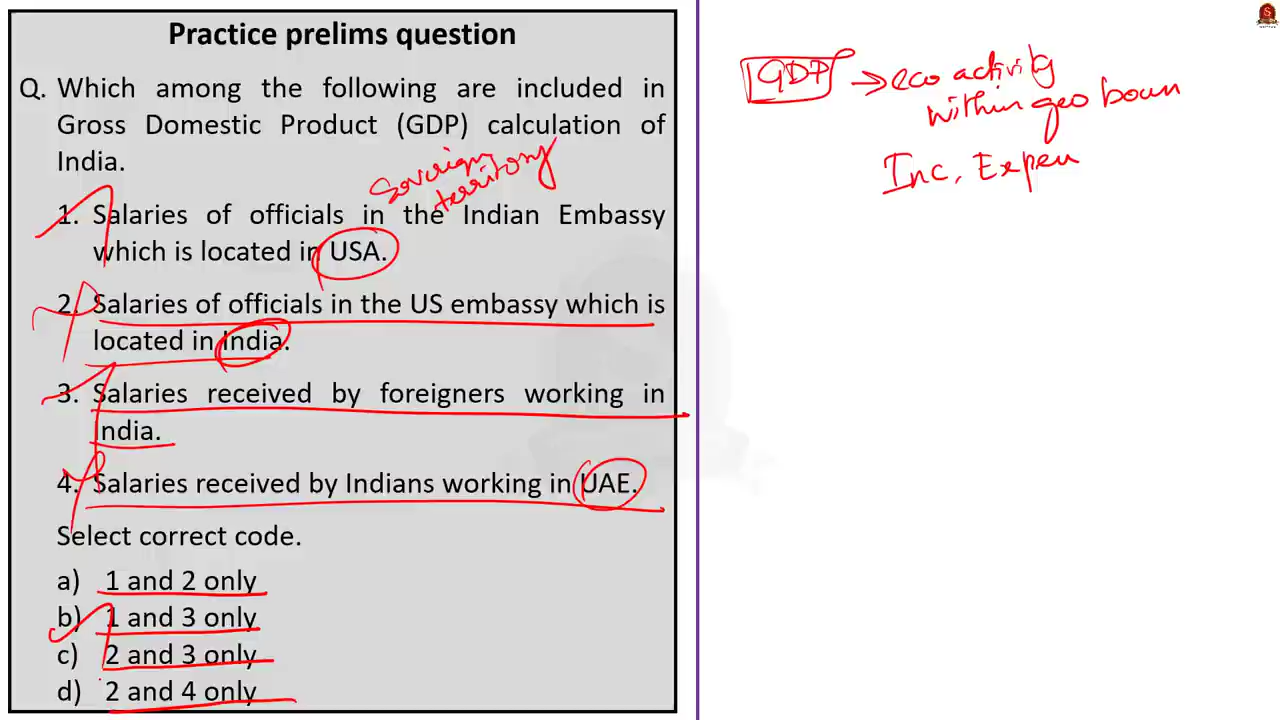 Practice prelims question
Q. Which among the following are included in
Gross Domestic Product (GDP) calculation of
India.
Soverign
territory
1. Salaries of officials in the Indian Embassy
which is located in USA.
2. Salaries of officials in the US embassy which is
located in India.
3. Salaries received by foreigners working in
India.
4. Salaries received by Indians working in UAE.
Select correct code.
a) 1 and 2 only
b) 1 and 3 only
c) 2 and 3 only
d) 2 and 4 only
GDP → eco activity
within geo boun
Inc, Expen